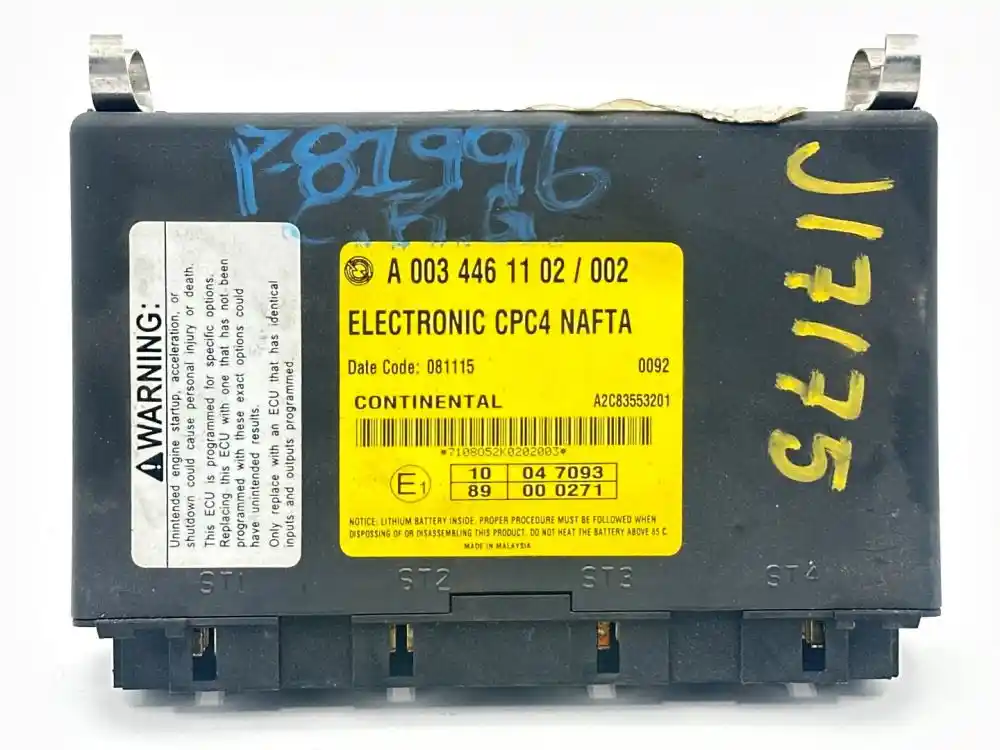 P-81996
C.B.G.
J17175
⚠WARNING:
Unintended engine startup, acceleration, or
shutdown could cause personal injury or death.
This ECU is programmed for specific options.
Replacing this ECU with one that has not been
programmed with these exact options could
have unintended results.
Only replace with an ECU that has identical
inputs and outputs programmed.
A 003 446 11 02 / 002
ELECTRONIC CPC4 NAFTA
Date Code: 081115 0092
CONTINENTAL A2C83553201
*7108052K0202003*
E1 10 04 7093
89 00 0271
NOTICE: LITHIUM BATTERY INSIDE. PROPER PROCEDURE MUST BE FOLLOWED WHEN
DISPOSSING OF OR DISASSEMBLING THIS PRODUCT. DO NOT HEAT THE BATTERY ABOVE 85 C.
MADE IN MALAYSIA
ST1 ST2 ST3 ST4